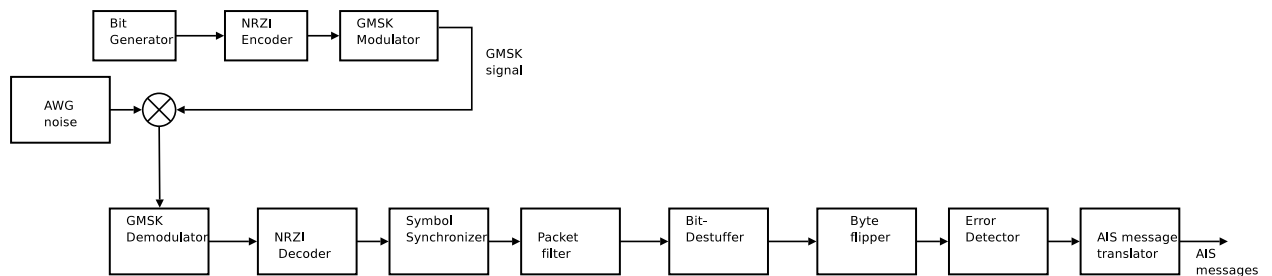 Bit
Generator
NRZI
Encoder
GMSK
Modulator
GMSK
signal
AWG
noise
GMSK
Demodulator
NRZI
Decoder
Symbol
Synchronizer
Packet
filter
Bit-
Destuffer
Byte
flipper
Error
Detector
AIS message
translator
AIS
messages